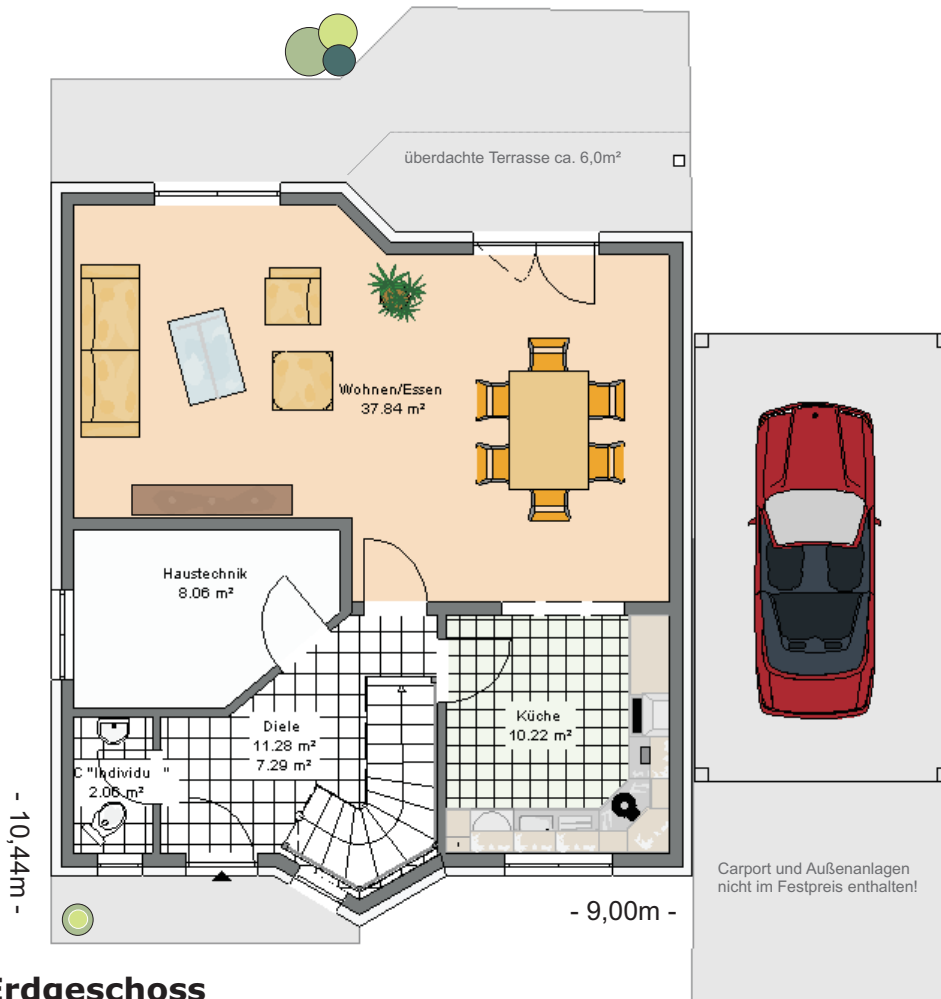 überdachte Terrasse ca. 6,0m²
Wohnen/Essen
37.84 m²
Haustechnik
8.06 m²
Diele
11.28 m²
7.29 m²
Küche
10.22 m²
C "Individu "
2.06 m²
- 10,44m -
- 9,00m -
Carport und Außenanlagen
nicht im Festpreis enthalten!
Erdgeschoss